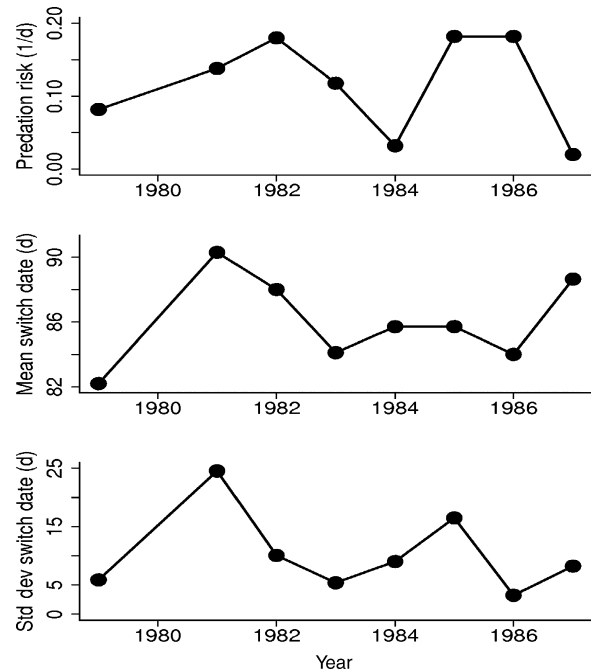 Predation risk (1/d)
0.20
0.10
0.00
1980 1982 1984 1986
Mean switch date (d)
90
86
82
1980 1982 1984 1986
Std dev switch date (d)
25
15
5
0
1980 1982 1984 1986
Year